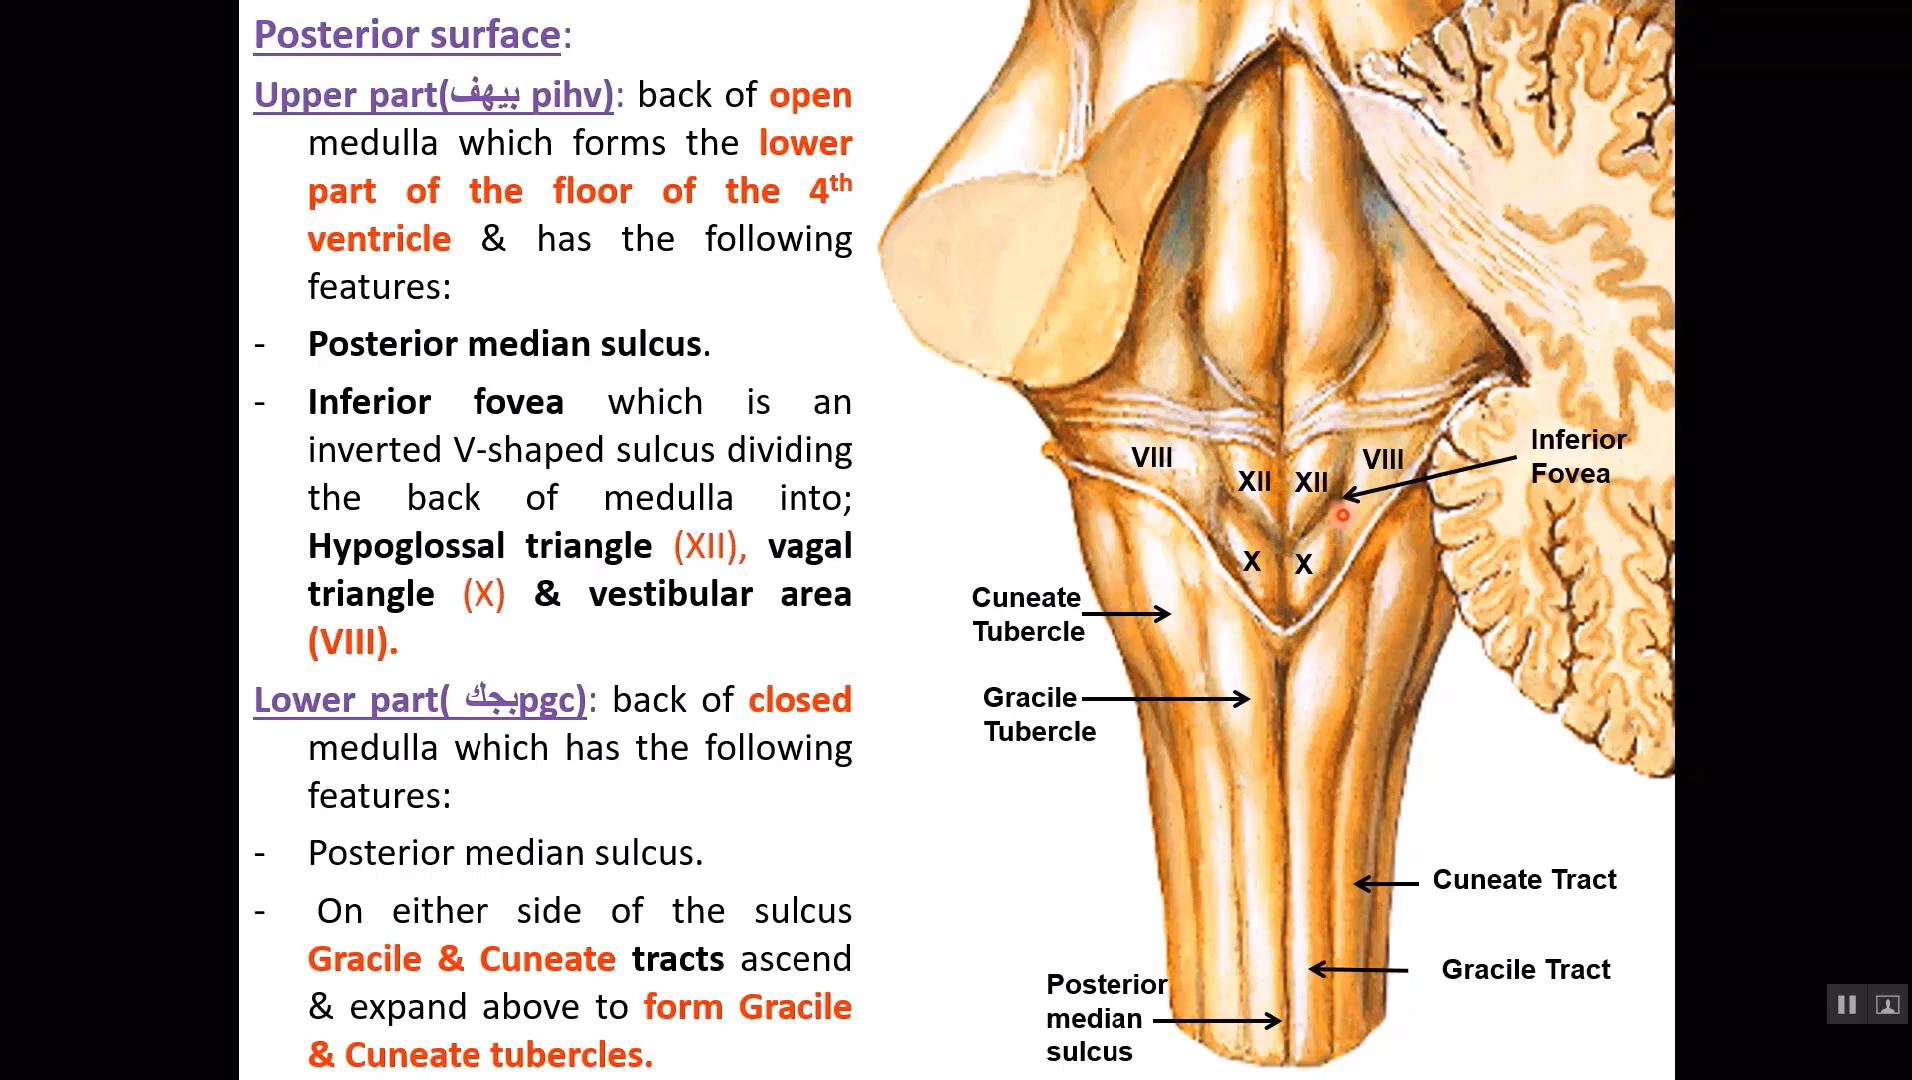 Posterior surface:
Upper part(بيهف pihv): back of open
medulla which forms the lower
part of the floor of the 4th
ventricle & has the following
features:
- Posterior median sulcus.
- Inferior fovea which is an
inverted V-shaped sulcus dividing
the back of medulla into;
Hypoglossal triangle (XII), vagal
triangle (X) & vestibular area
(VIII).
Lower part( بجكpgc): back of closed
medulla which has the following
features:
- Posterior median sulcus.
- On either side of the sulcus
Gracile & Cuneate tracts ascend
& expand above to form Gracile
& Cuneate tubercles.
Inferior
Fovea
VIII
XII
XII
VIII
X
X
Cuneate
Tubercle
Gracile
Tubercle
Cuneate Tract
Gracile Tract
Posterior
median
sulcus